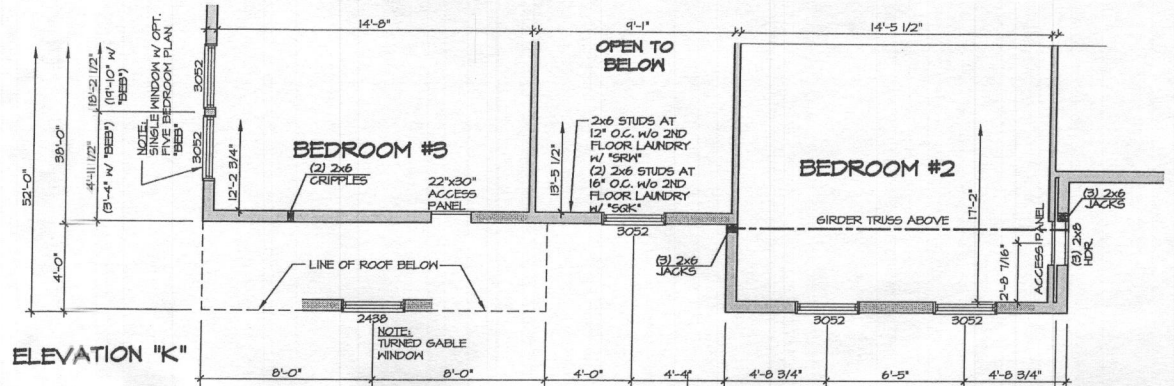 14'-8"
9'-1"
14'-5 1/2"
OPEN TO
BELOW
3052
3052
18'-2 1/2"
(19'-10" W/
"BEB")
NOTE:
SINGLE WINDOW W/ OPT.
FIVE BEDROOM PLAN
"BEB"
4'-11 1/2"
(3'-4" W/ "BEB")
52'-0"
38'-0"
4'-0"
12'-2 3/4"
BEDROOM #3
(2) 2x6
CRIPPLES
22"x30"
ACCESS
PANEL
13'-5 1/2"
2x6 STUDS AT
12" O.C. W/o 2ND
FLOOR LAUNDRY
W/ "SRW"
(2) 2x6 STUDS AT
16" O.C. W/o 2ND
FLOOR LAUNDRY
W/ "SGK"
3052
BEDROOM #2
17'-2"
GIRDER TRUSS ABOVE
(3) 2x6
JACKS
(3) 2x6
JACKS
(3) 2x8
HDR.
ACCESS PANEL
2'-8 7/16"
LINE OF ROOF BELOW
2438
NOTE:
TURNED GABLE
WINDOW
3052
3052
ELEVATION "K"
8'-0"
8'-0"
4'-0"
4'-4"
4'-8 3/4"
6'-5"
4'-8 3/4"